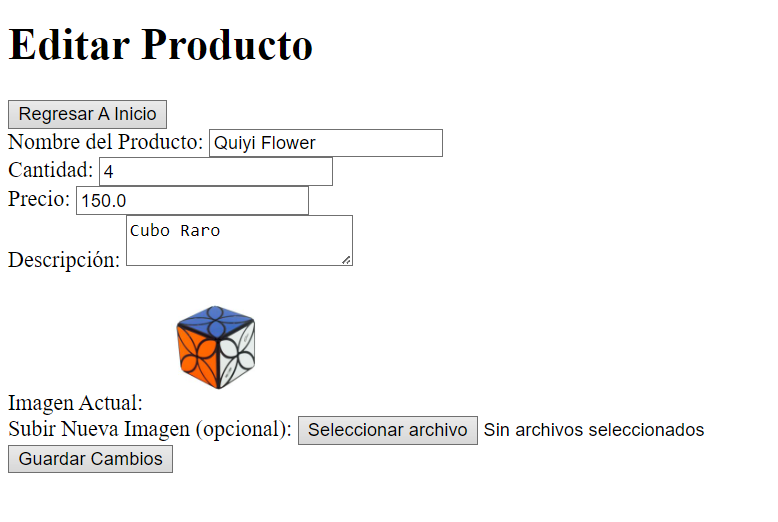 Editar Producto
Regresar A Inicio
Nombre del Producto: Quiyi Flower
Cantidad: 4
Precio: 150.0
Descripción: Cubo Raro
Imagen Actual:
Subir Nueva Imagen (opcional): Seleccionar archivo Sin archivos seleccionados
Guardar Cambios